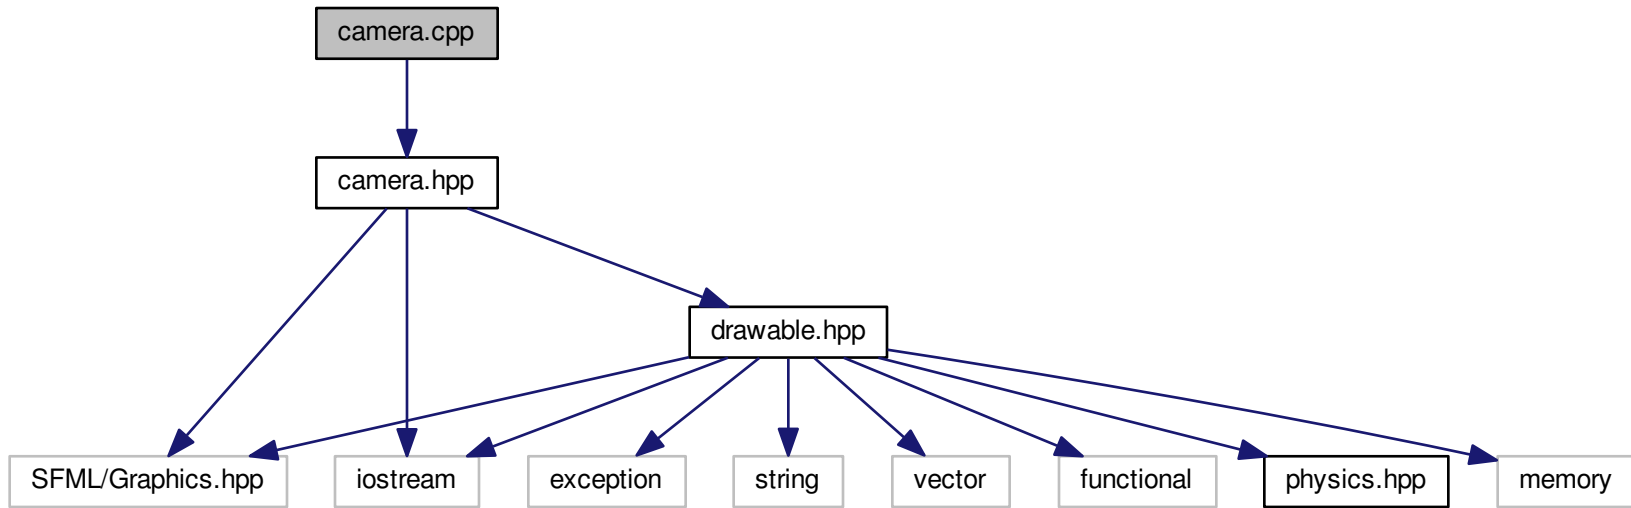 camera.cpp
camera.hpp
drawable.hpp
SFML/Graphics.hpp
iostream
exception
string
vector
functional
physics.hpp
memory